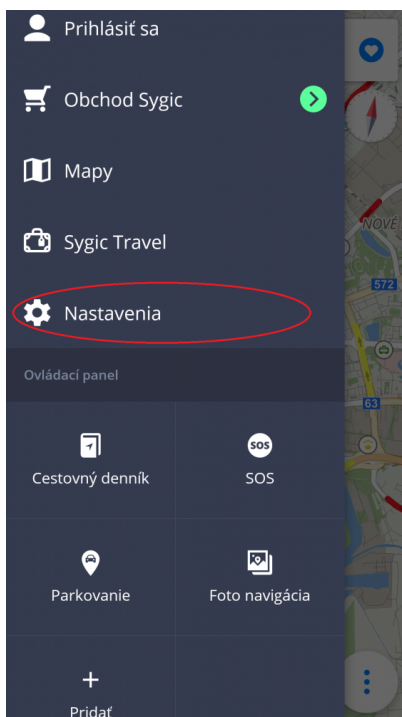 Prihlásiť sa
Obchod Sygic
Mapy
Sygic Travel
Nastavenia
Ovládací panel
Cestovný denník
SOS
SOS
Parkovanie
Foto navigácia
Pridať
NOVÉ
572
63